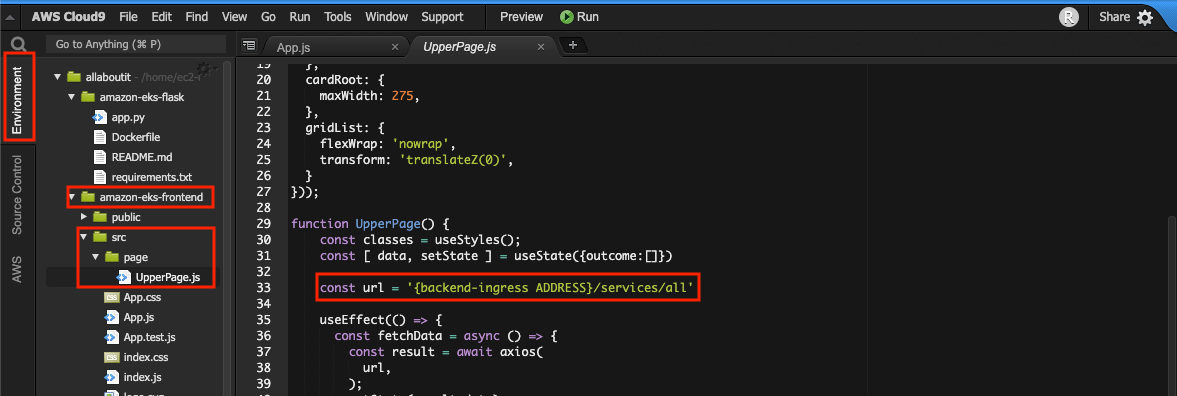 AWS Cloud9 File Edit Find View Go Run Tools Window Support Preview Run R Share
Go to Anything (⌘ P)
App.js × UpperPage.js × +
Environment
Source Control
AWS
allaboutit - /home/ec2-
amazon-eks-flask
app.py
Dockerfile
README.md
requirements.txt
amazon-eks-frontend
public
src
page
UpperPage.js
App.css
App.js
App.test.js
index.css
index.js
19 },
20 cardRoot: {
21 maxWidth: 275,
22 },
23 gridList: {
24 flexWrap: 'nowrap',
25 transform: 'translateZ(0)',
26 }
27 }));
28
29 function UpperPage() {
30 const classes = useStyles();
31 const [ data, setState ] = useState({outcome:[]})
32
33 const url = '{backend-ingress ADDRESS}/services/all'
34
35 useEffect(() => {
36 const fetchData = async () => {
37 const result = await axios(
38 url,
39 );